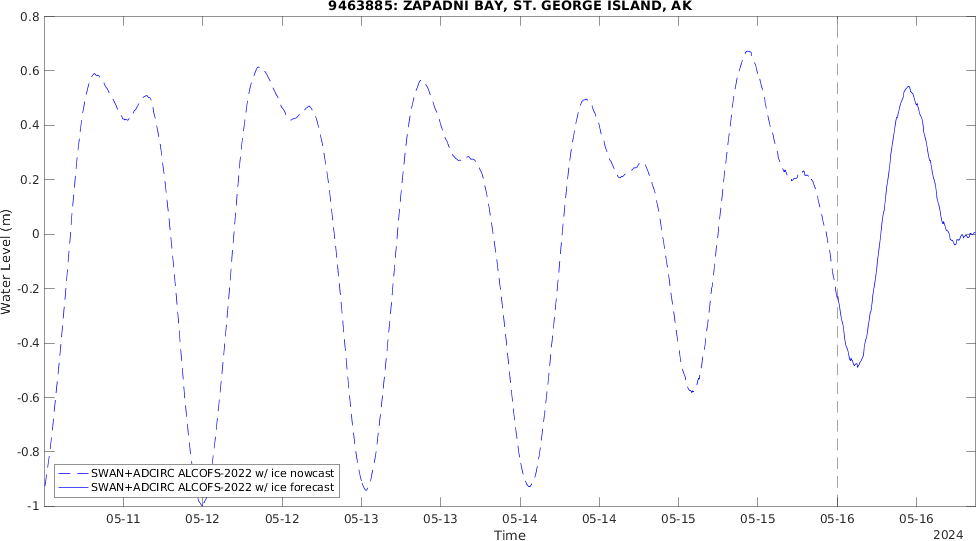 9463885: ZAPADNI BAY, ST. GEORGE ISLAND, AK
0.8
0.6
0.4
0.2
0
-0.2
-0.4
-0.6
-0.8
-1
Water Level (m)
SWAN+ADCIRC ALCOFS-2022 w/ ice nowcast
SWAN+ADCIRC ALCOFS-2022 w/ ice forecast
05-11 05-12 05-12 05-13 05-13 05-14 05-14 05-15 05-15 05-16 05-16
Time
2024